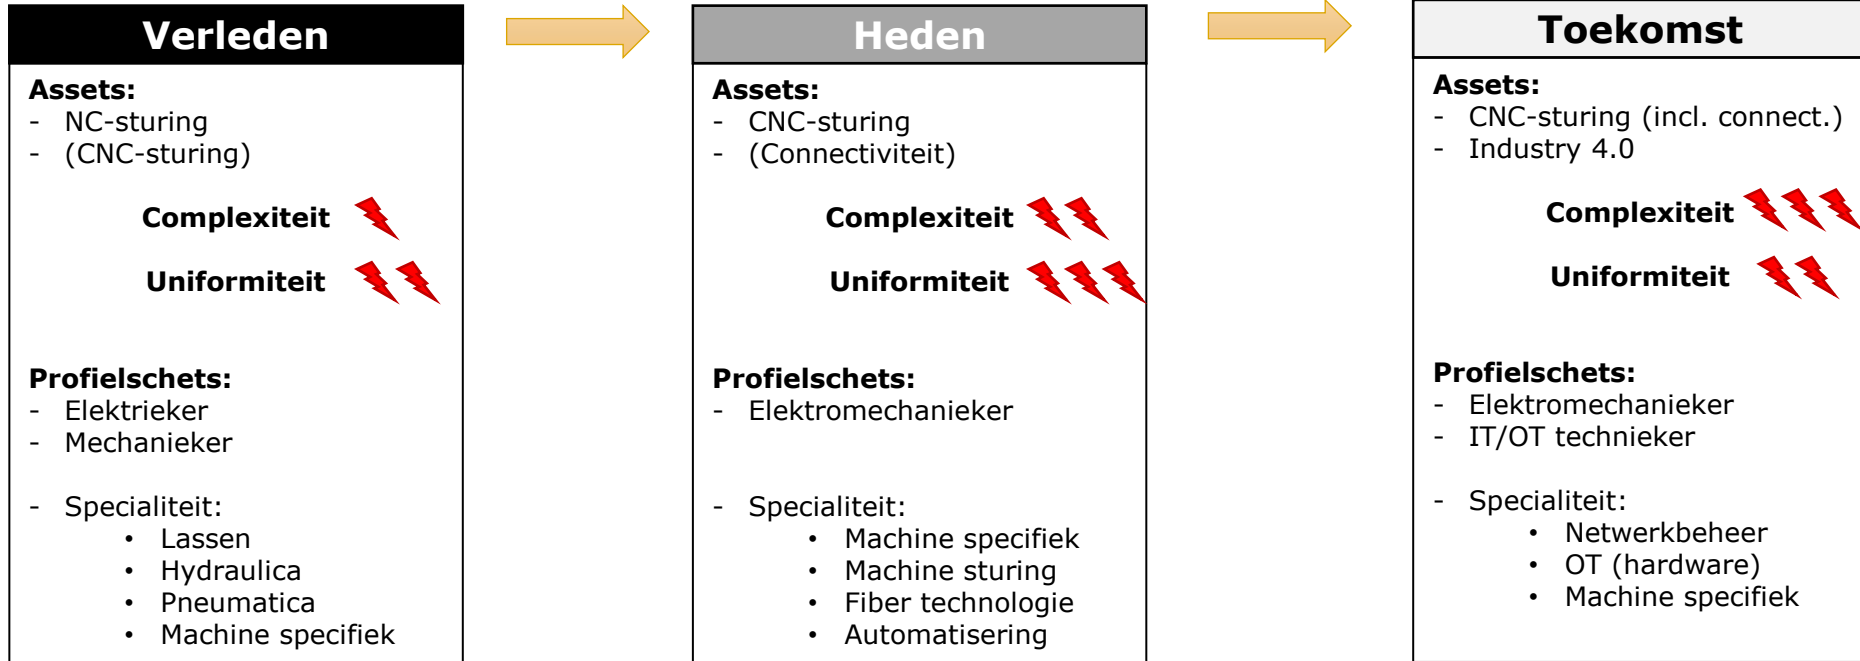 Verleden
Assets:
- NC-sturing
- (CNC-sturing)
Complexiteit
Uniformiteit
Profielschets:
- Elektrieker
- Mechanieker
- Specialiteit:
• Lassen
• Hydraulica
• Pneumatica
• Machine specifiek
Heden
Assets:
- CNC-sturing
- (Connectiviteit)
Complexiteit
Uniformiteit
Profielschets:
- Elektromechanieker
- Specialiteit:
• Machine specifiek
• Machine sturing
• Fiber technologie
• Automatisering
Toekomst
Assets:
- CNC-sturing (incl. connect.)
- Industry 4.0
Complexiteit
Uniformiteit
Profielschets:
- Elektromechanieker
- IT/OT technieker
- Specialiteit:
• Netwerkbeheer
• OT (hardware)
• Machine specifiek